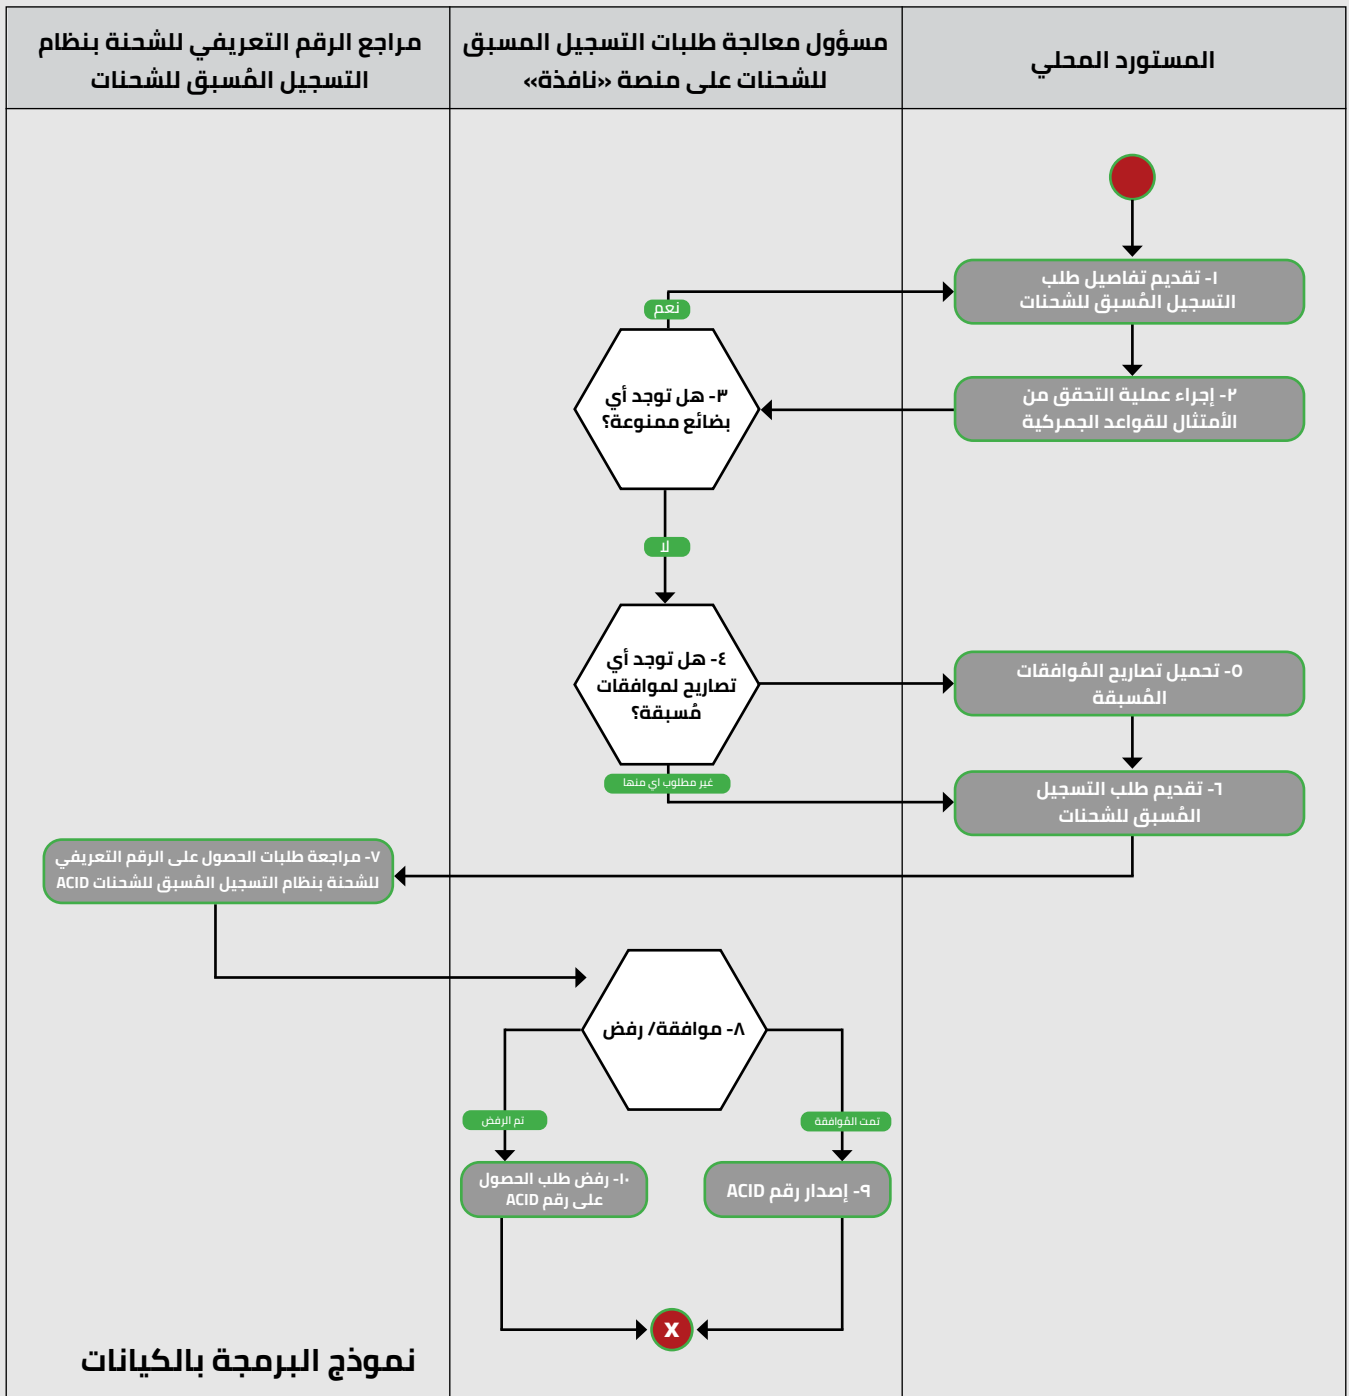 المستورد المحلي
مسؤول معالجة طلبات التسجيل المسبق
للشحنات على منصة «نافذة»
مراجع الرقم التعريفي للشحنة بنظام
التسجيل المُسبق للشحنات
١- تقديم تفاصيل طلب
التسجيل المُسبق للشحنات
نعم
٢- إجراء عملية التحقق من
الأمتثال للقواعد الجمركية
٣- هل توجد أي
بضائع ممنوعة؟
لا
٤- هل توجد أي
تصاريح لموافقات
مُسبقة؟
٥- تحميل تصاريح المُوافقات
المُسبقة
غير مطلوب اي منها
٦- تقديم طلب التسجيل
المُسبق للشحنات
٧- مراجعة طلبات الحصول على الرقم التعريفي
للشحنة بنظام التسجيل المُسبق للشحنات ACID
٨- موافقة/ رفض
تمت المُوافقة
تم الرفض
٩- إصدار رقم ACID
١٠- رفض طلب الحصول
على رقم ACID
X
نموذج البرمجة بالكيانات